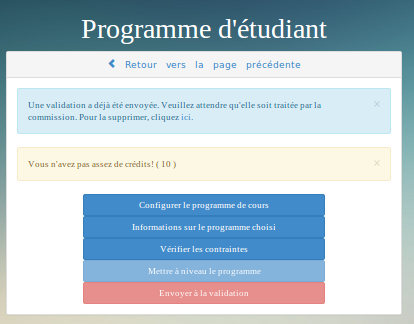 Programme d'étudiant
Retour vers la page précédente
Une validation a déjà été envoyée. Veuillez attendre qu'elle soit traitée par la
commission. Pour la supprimer, cliquez ici.
×
Vous n'avez pas assez de crédits! ( 10 )
×
Configurer le programme de cours
Informations sur le programme choisi
Vérifier les contraintes
Mettre à niveau le programme
Envoyer à la validation